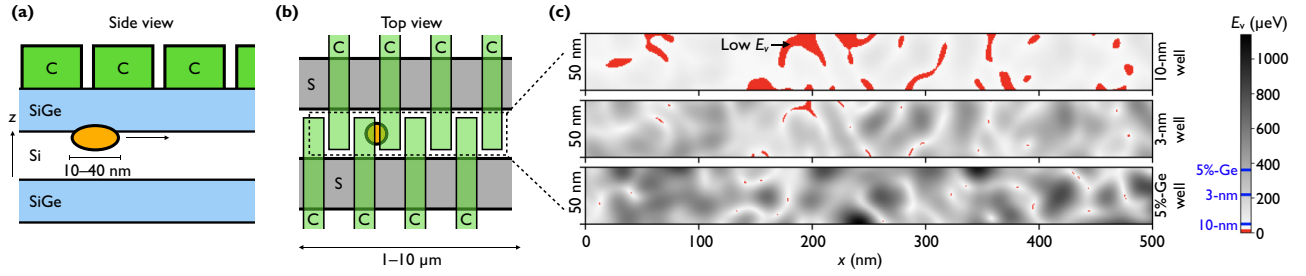 (a)
Side view
C
C
C
SiGe
z
Si
10–40 nm
SiGe
(b)
Top view
C
C
C
C
S
S
C
C
C
C
1–10 μm
(c)
Low Eᵥ
50 nm
10-nm
well
50 nm
3-nm
well
50 nm
5%-Ge
well
0
100
200
300
400
500
x (nm)
Eᵥ (μeV)
1000
800
600
400
200
0
5%-Ge
3-nm
10-nm